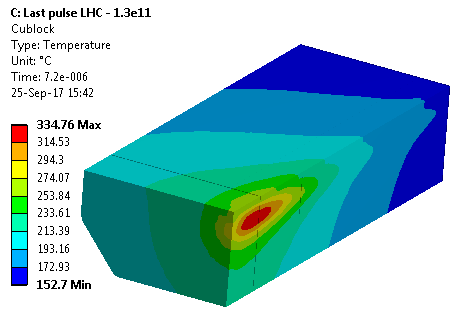 C: Last pulse LHC - 1.3e11
Cublock
Type: Temperature
Unit: °C
Time: 7.2e-006
25-Sep-17 15:42
334.76 Max
314.53
294.3
274.07
253.84
233.61
213.39
193.16
172.93
152.7 Min